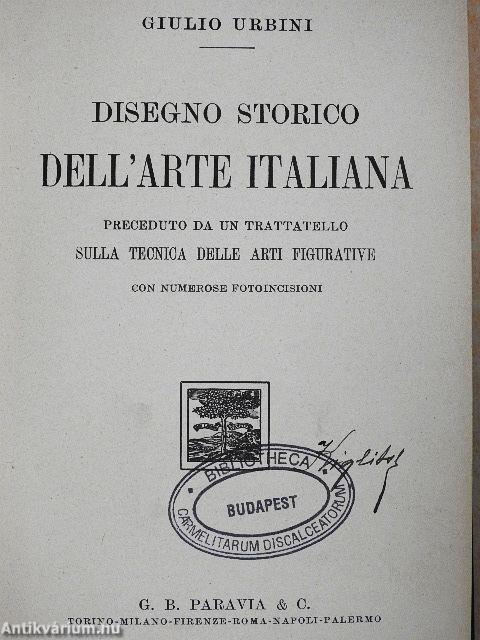 GIULIO URBINI
DISEGNO STORICO
DELL'ARTE ITALIANA
PRECEDUTO DA UN TRATTATELLO
SULLA TECNICA DELLE ARTI FIGURATIVE
CON NUMEROSE FOTOINCISIONI
BIBLIOTHECA
BUDAPEST
CARMELITARUM DISCALCEATORUM
G. B. PARAVIA & C.
TORINO-MILANO-FIRENZE-ROMA-NAPOLI-PALERMO
Antikvárium.hu